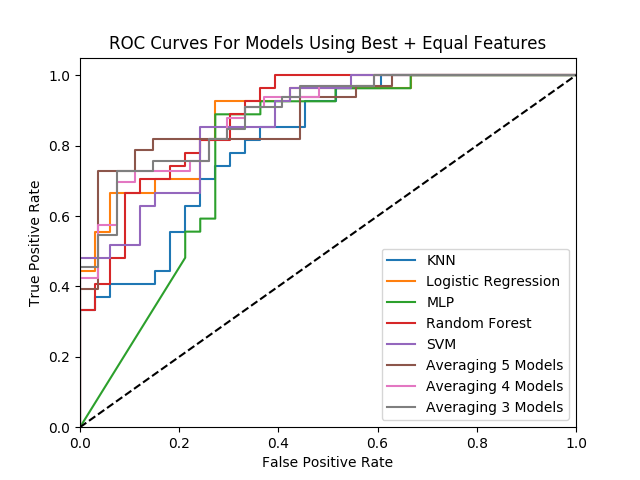 ROC Curves For Models Using Best + Equal Features
True Positive Rate
1.0
0.8
0.6
0.4
0.2
0.0
0.0 0.2 0.4 0.6 0.8 1.0
False Positive Rate
KNN
Logistic Regression
MLP
Random Forest
SVM
Averaging 5 Models
Averaging 4 Models
Averaging 3 Models